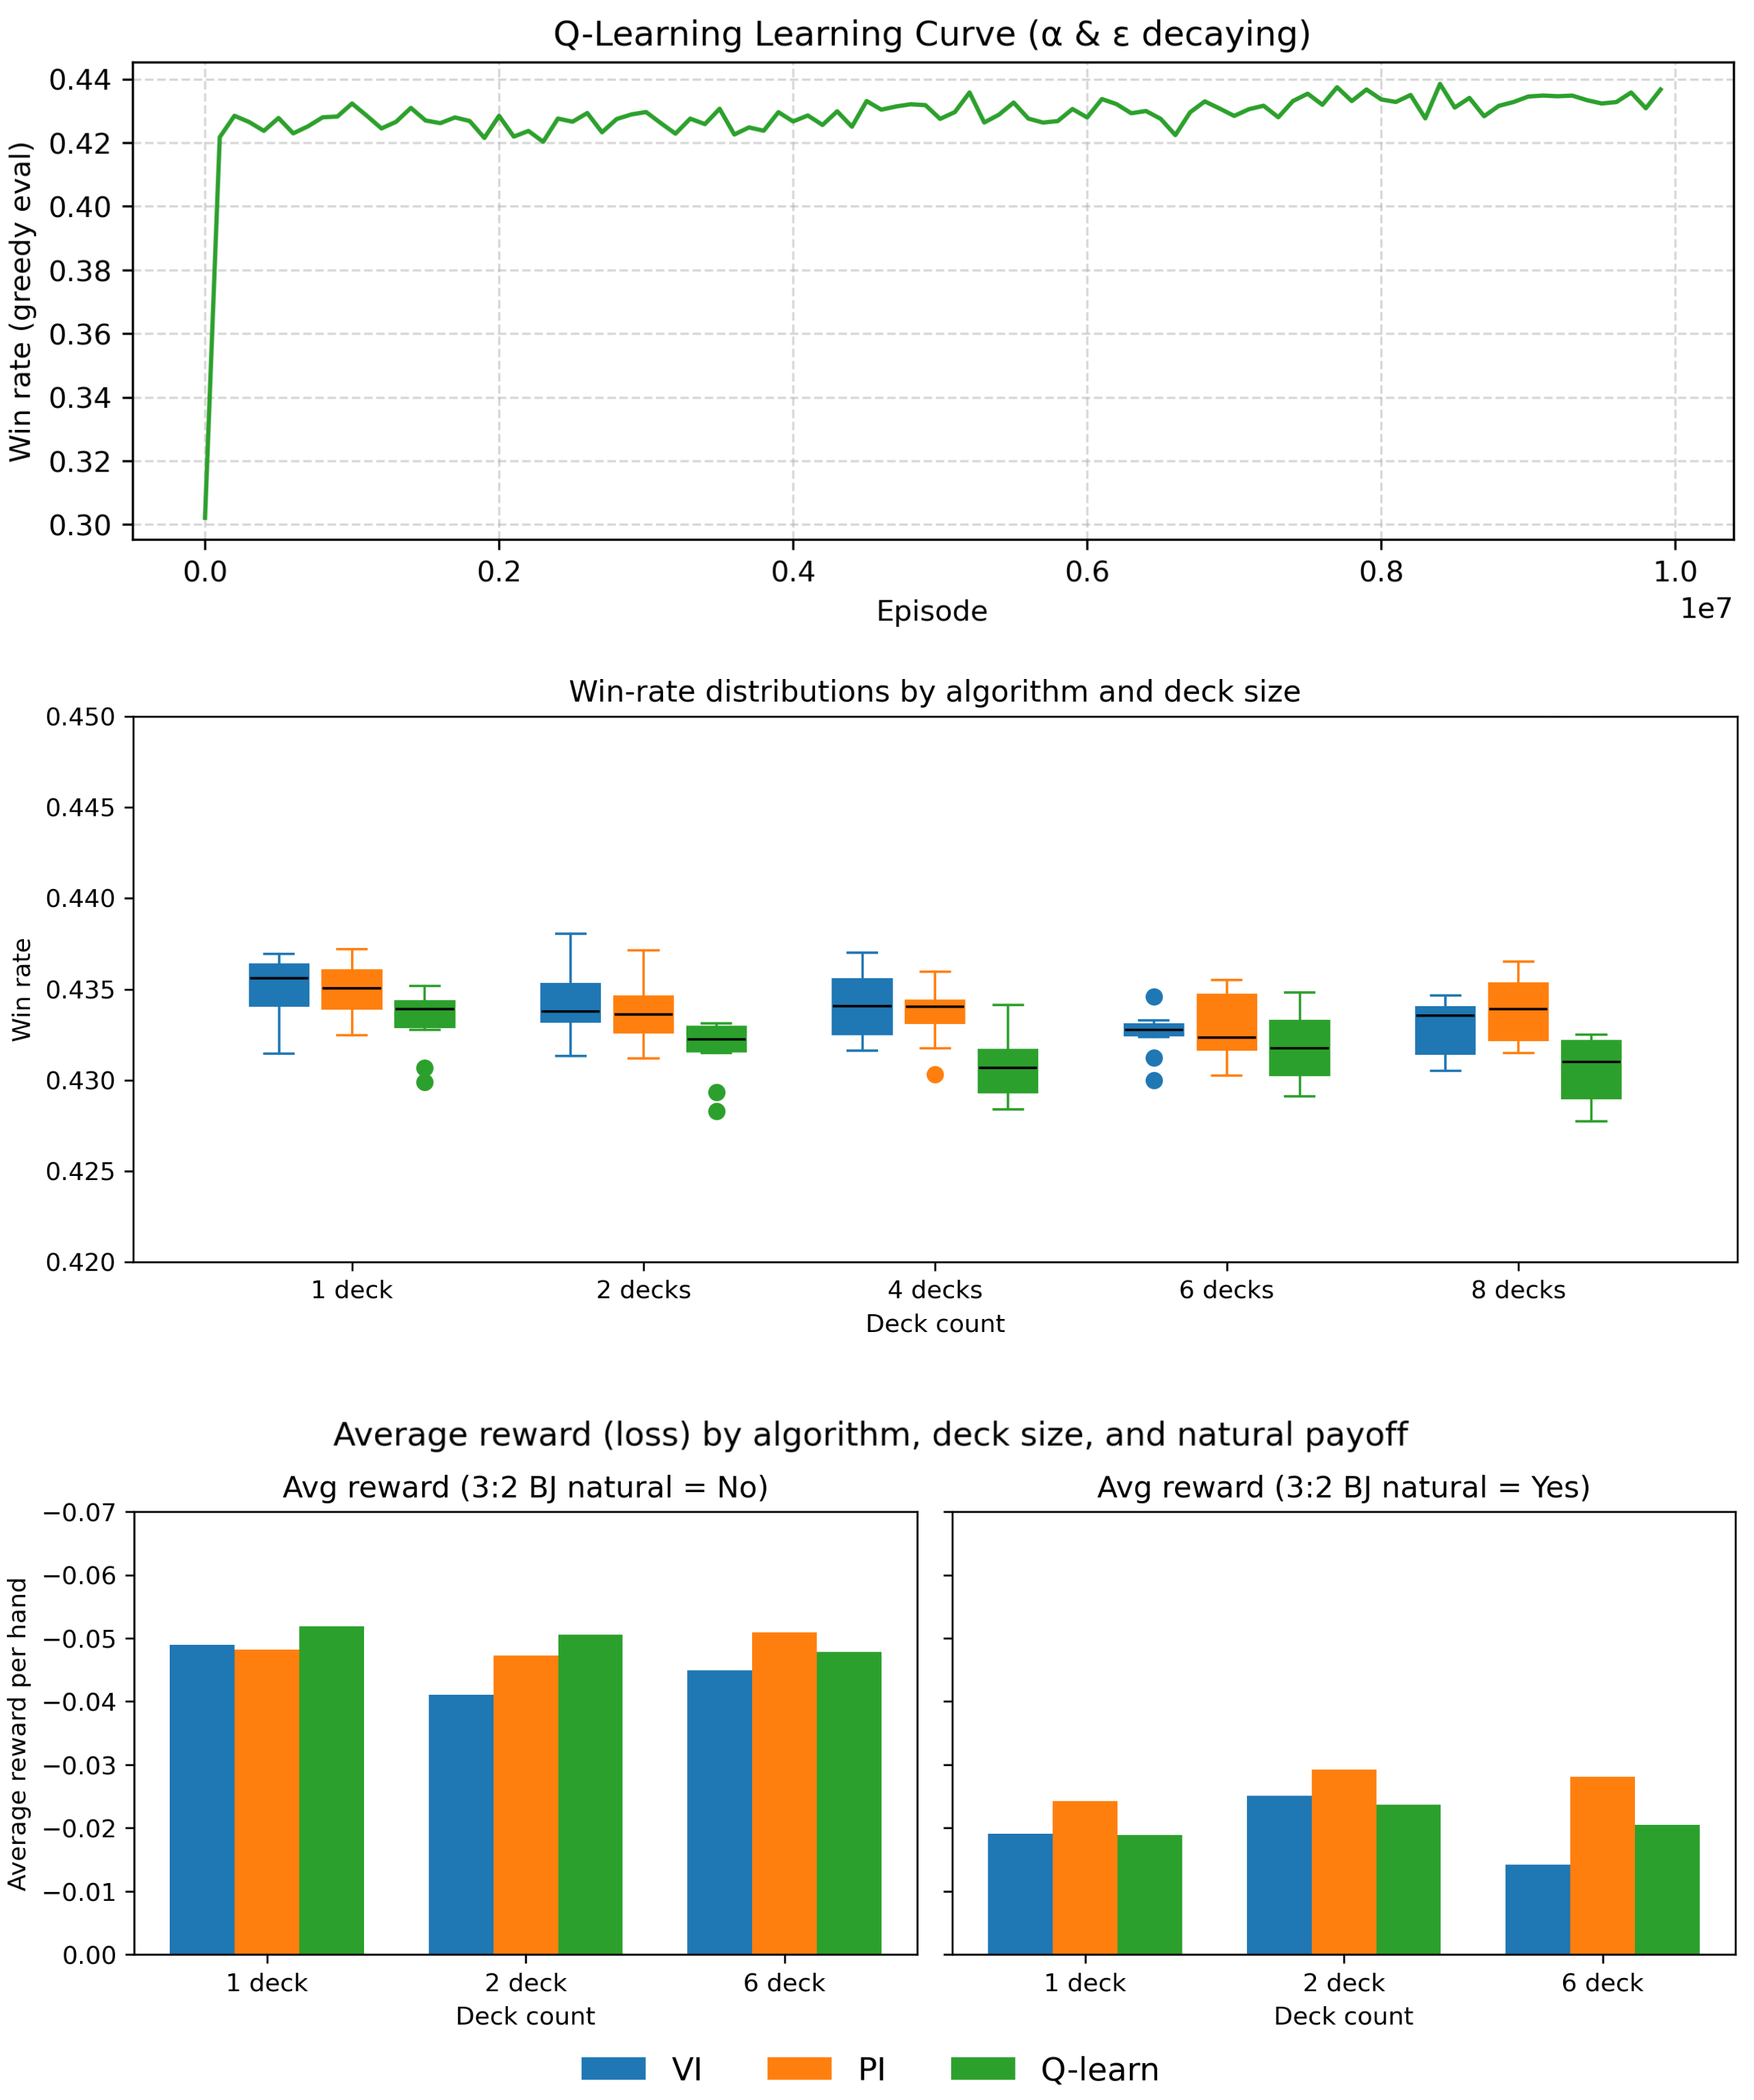 Q-Learning Learning Curve (α & ε decaying)
Win rate (greedy eval)
0.44
0.42
0.40
0.38
0.36
0.34
0.32
0.30
0.0 0.2 0.4 0.6 0.8 1.0
1e7
Episode
Win-rate distributions by algorithm and deck size
Win rate
0.450
0.445
0.440
0.435
0.430
0.425
0.420
1 deck 2 decks 4 decks 6 decks 8 decks
Deck count
Average reward (loss) by algorithm, deck size, and natural payoff
Avg reward (3:2 BJ natural = No)
Average reward per hand
−0.07
−0.06
−0.05
−0.04
−0.03
−0.02
−0.01
0.00
1 deck 2 deck 6 deck
Deck count
Avg reward (3:2 BJ natural = Yes)
1 deck 2 deck 6 deck
Deck count
VI PI Q-learn